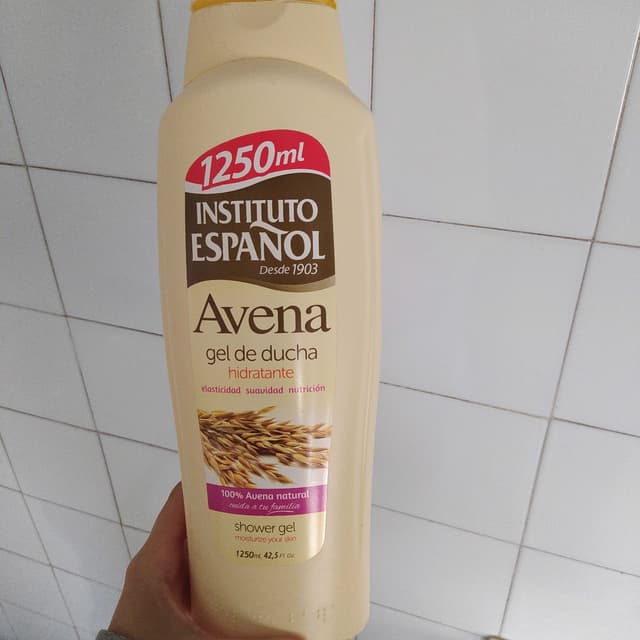 1250ml
INSTITUTO
ESPAÑOL
Desde 1903
Avena
gel de ducha
hidratante
elasticidad suavidad nutrición
100% Avena natural
cuida a tu familia
shower gel
moisturize your skin
1250ml. 42,5 Fl. Oz.